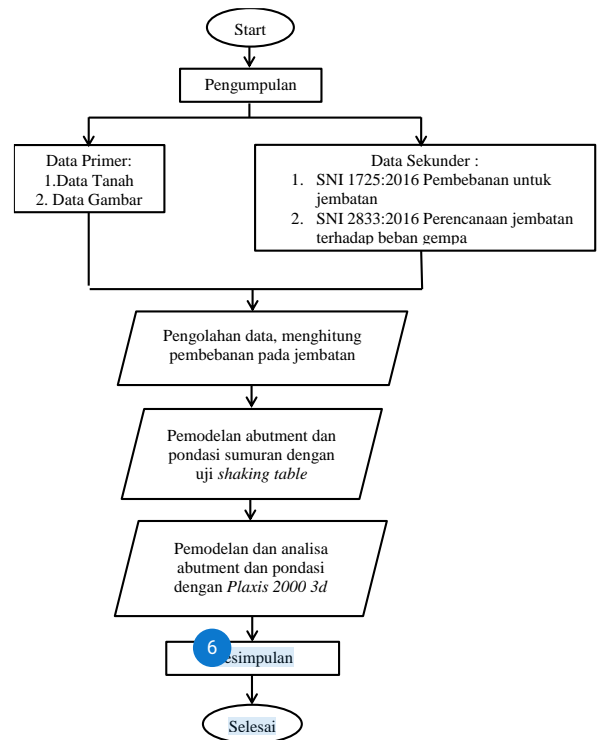 Start
Pengumpulan
Data Primer:
1.Data Tanah
2. Data Gambar
Data Sekunder :
1. SNI 1725:2016 Pembebanan untuk
jembatan
2. SNI 2833:2016 Perencanaan jembatan
terhadap beban gempa
Pengolahan data, menghitung
pembebanan pada jembatan
Pemodelan abutment dan
pondasi sumuran dengan
uji shaking table
Pemodelan dan analisa
abutment dan pondasi
dengan Plaxis 2000 3d
6
esimpulan
Selesai